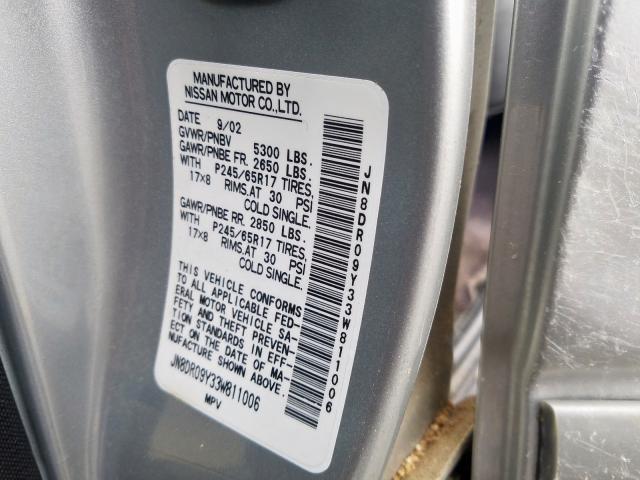 MANUFACTURED BY
NISSAN MOTOR CO.,LTD.
DATE 9/02
GVWR/PNBV 5300 LBS.
GAWR/PNBE FR. 2650 LBS.
WITH P245/65R17 TIRES,
17x8 RIMS.AT 30 PSI
COLD SINGLE.
GAWR/PNBE RR. 2850 LBS.
WITH P245/65R17 TIRES,
17x8 RIMS.AT 30 PSI
COLD SINGLE.
THIS VEHICLE CONFORMS
TO ALL APPLICABLE FED-
ERAL MOTOR VEHICLE SA-
FETY AND THEFT PREVEN-
TION STANDARDS IN EFF-
ECT ON THE DATE OF MA-
NUFACTURE SHOWN ABOVE.
JN8DR09Y33W811006
MPV
JN8DR09Y33W811006